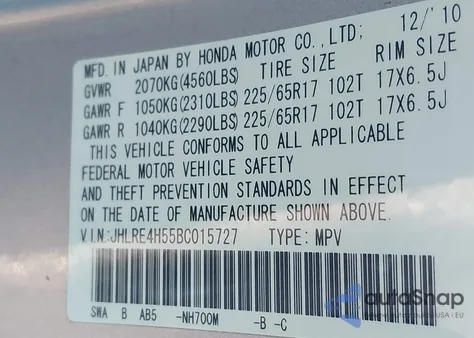 MFD. IN JAPAN BY HONDA MOTOR CO., LTD; 12/'10
GVWR 2070KG(4560LBS) TIRE SIZE RIM SIZE
GAWR F 1050KG(2310LBS) 225/65R17 102T 17X6.5J
GAWR R 1040KG(2290LBS) 225/65R17 102T 17X6.5J
THIS VEHICLE CONFORMS TO ALL APPLICABLE
FEDERAL MOTOR VEHICLE SAFETY
AND THEFT PREVENTION STANDARDS IN EFFECT
ON THE DATE OF MANUFACTURE SHOWN ABOVE.
V.I.N:JHLRE4H55BC015727 TYPE: MPV
SWA B AB5 -NH700M -B -C
autoSnap